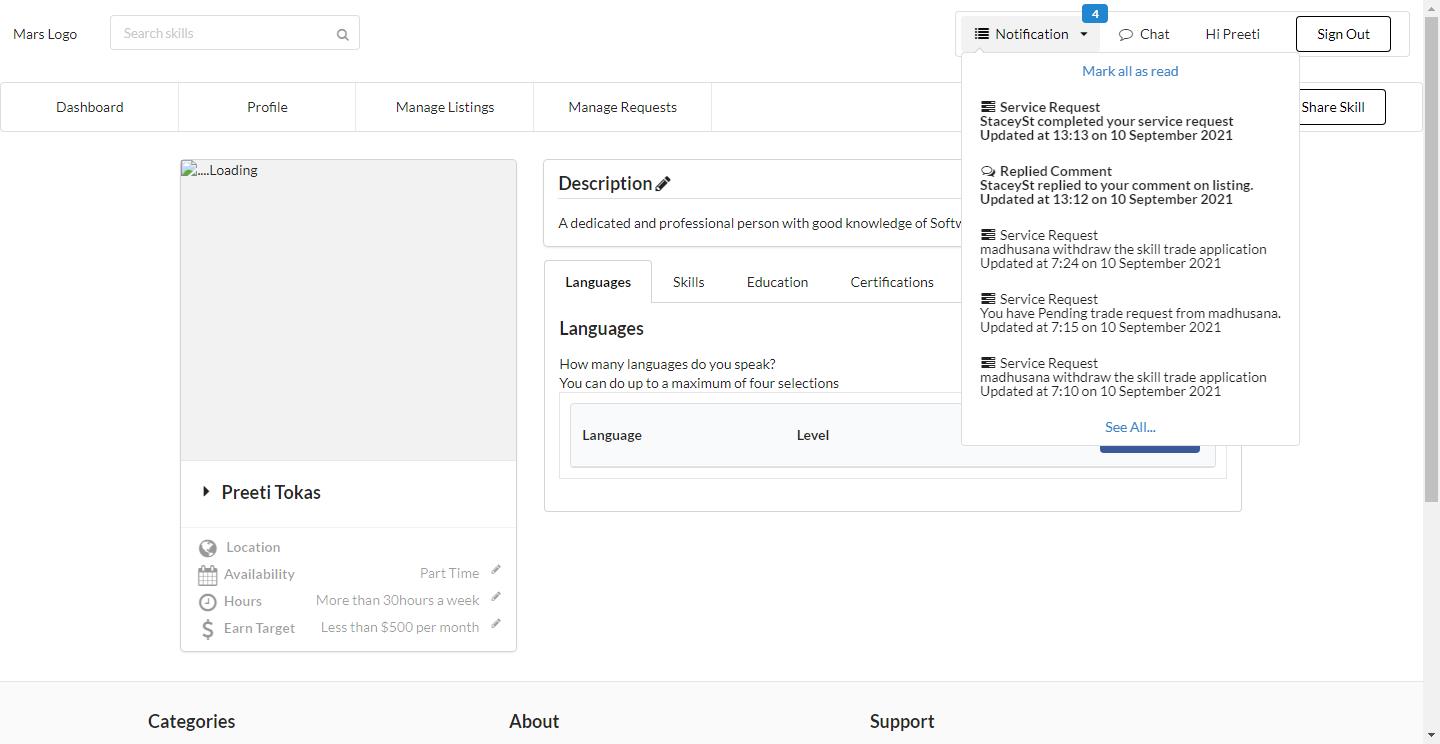 Mars Logo
Search skills
4
Notification
Chat
Hi Preeti
Sign Out
Mark all as read
Dashboard
Profile
Manage Listings
Manage Requests
Share Skill
Service Request
StaceySt completed your service request
Updated at 13:13 on 10 September 2021
Replied Comment
StaceySt replied to your comment on listing.
Updated at 13:12 on 10 September 2021
Service Request
madhusana withdraw the skill trade application
Updated at 7:24 on 10 September 2021
Service Request
You have Pending trade request from madhusana.
Updated at 7:15 on 10 September 2021
Service Request
madhusana withdraw the skill trade application
Updated at 7:10 on 10 September 2021
See All...
....Loading
Preeti Tokas
Location
Availability Part Time
Hours More than 30hours a week
Earn Target Less than $500 per month
Description
A dedicated and professional person with good knowledge of
Languages
Skills
Education
Certifications
Languages
How many languages do you speak?
You can do up to a maximum of four selections
Language
Level
Categories
About
Support